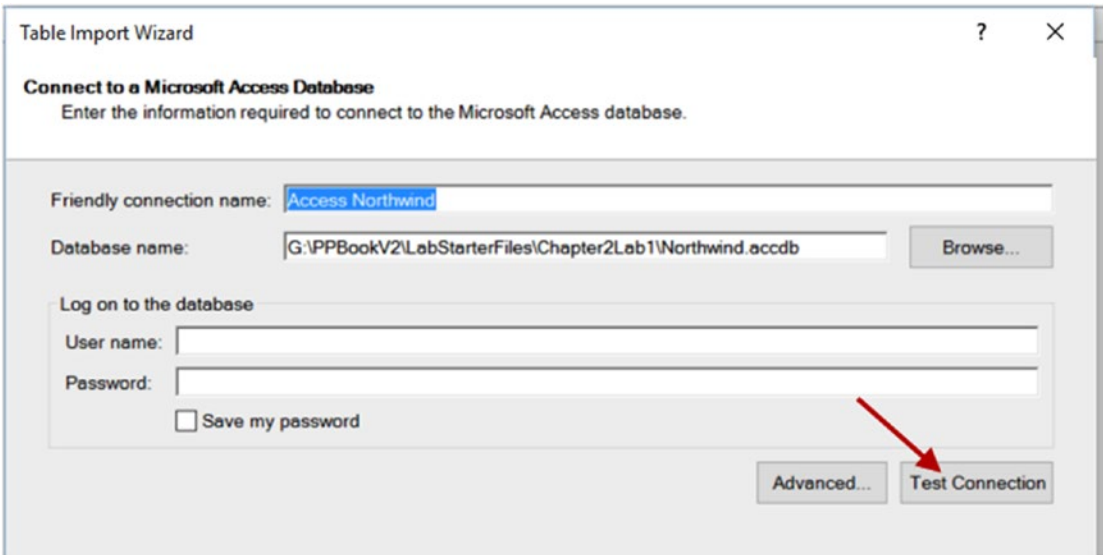 Table Import Wizard ?
Connect to a Microsoft Access Database
Enter the information required to connect to the Microsoft Access database.
Friendly connection name: Access Northwind
Database name: G:\PPBookV2\LabStarterFiles\Chapter2Lab1\Northwind.accdb Browse...
Log on to the database
User name:
Password:
Save my password
Advanced... Test Connection